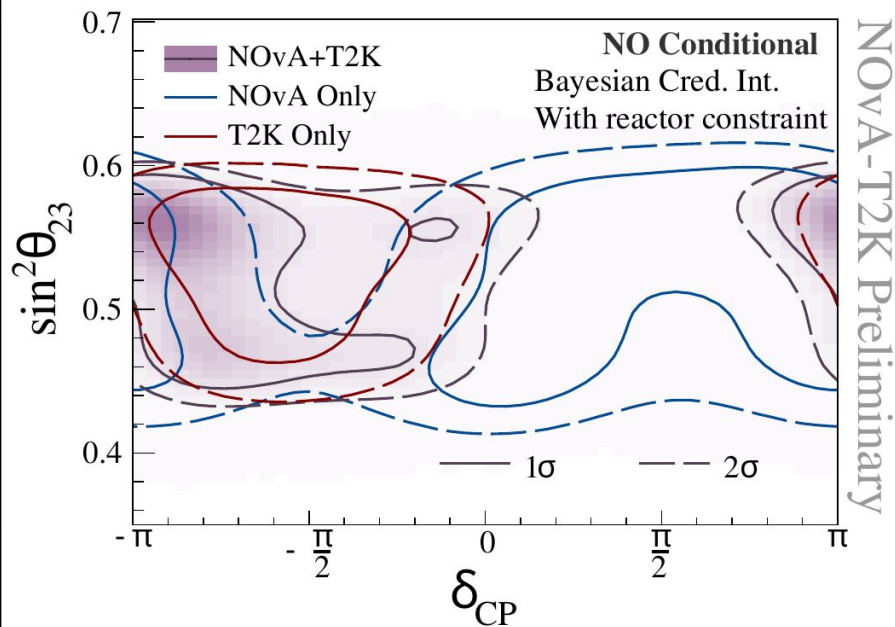 0.7
0.6
0.5
0.4
sin²θ₂₃
NOvA+T2K
NOvA Only
T2K Only
NO Conditional
Bayesian Cred. Int.
With reactor constraint
1σ
2σ
-π
-π/2
0
π/2
π
δCP
NOvA-T2K Preliminary